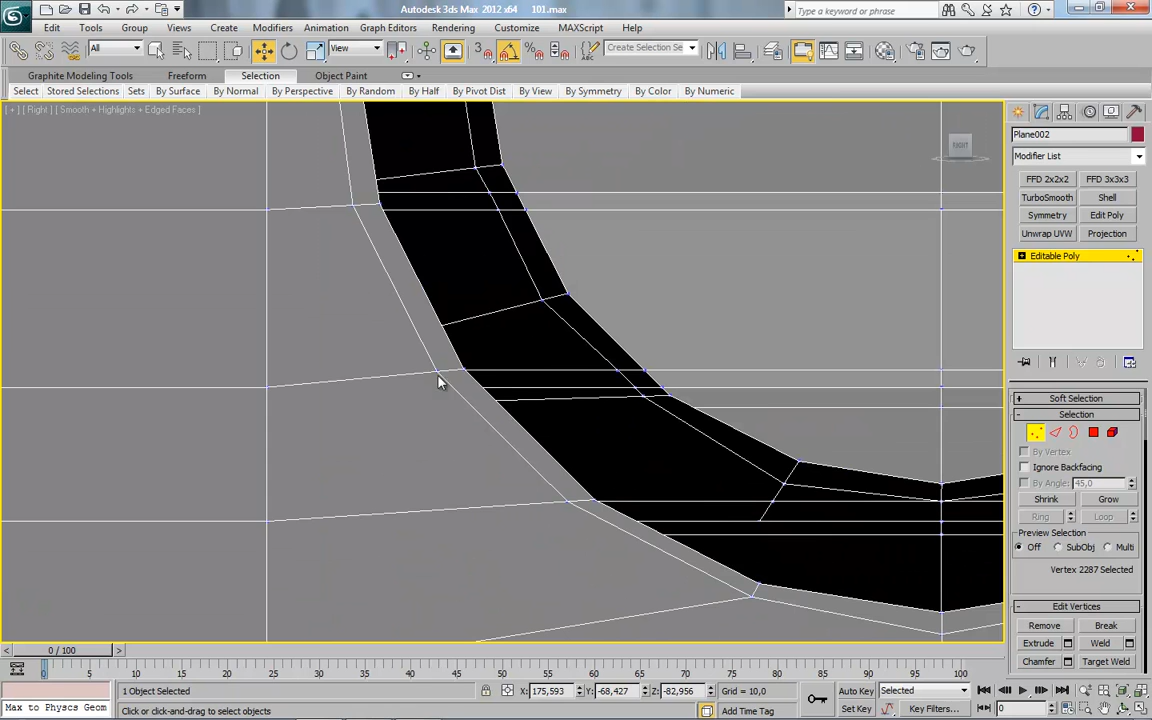 Autodesk 3ds Max 2012 x64 101.max
Type a keyword or phrase
Edit Tools Group Views Create Modifiers Animation Graph Editors Rendering Customize MAXScript Help
All View Create Selection Se
Graphite Modeling Tools Freeform Selection Object Paint
Select Stored Selections Sets By Surface By Normal By Perspective By Random By Half By Pivot Dist By View By Symmetry By Color By Numeric
[ + ] [ Right ] [ Smooth + Highlights + Edged Faces ]
RIGHT
Plane002
Modifier List
FFD 2x2x2 FFD 3x3x3
TurboSmooth Shell
Symmetry Edit Poly
Unwrap UVW Projection
Editable Poly
+ Soft Selection
- Selection
By Vertex
Ignore Backfacing
By Angle: 45,0
Shrink Grow
Ring Loop
Preview Selection
Off SubObj Multi
Vertex 2287 Selected
- Edit Vertices
Remove Break
Extrude Weld
Chamfer Target Weld
< 0 / 100 >
0 5 10 15 20 25 30 35 40 45 50 55 60 65 70 75 80 85 90 95 100
1 Object Selected X: 175,593 Y: -68,427 Z: -82,956 Grid = 10,0 Auto Key Selected
Max to Physcs Geom Click or click-and-drag to select objects Add Time Tag Set Key Key Filters... 0